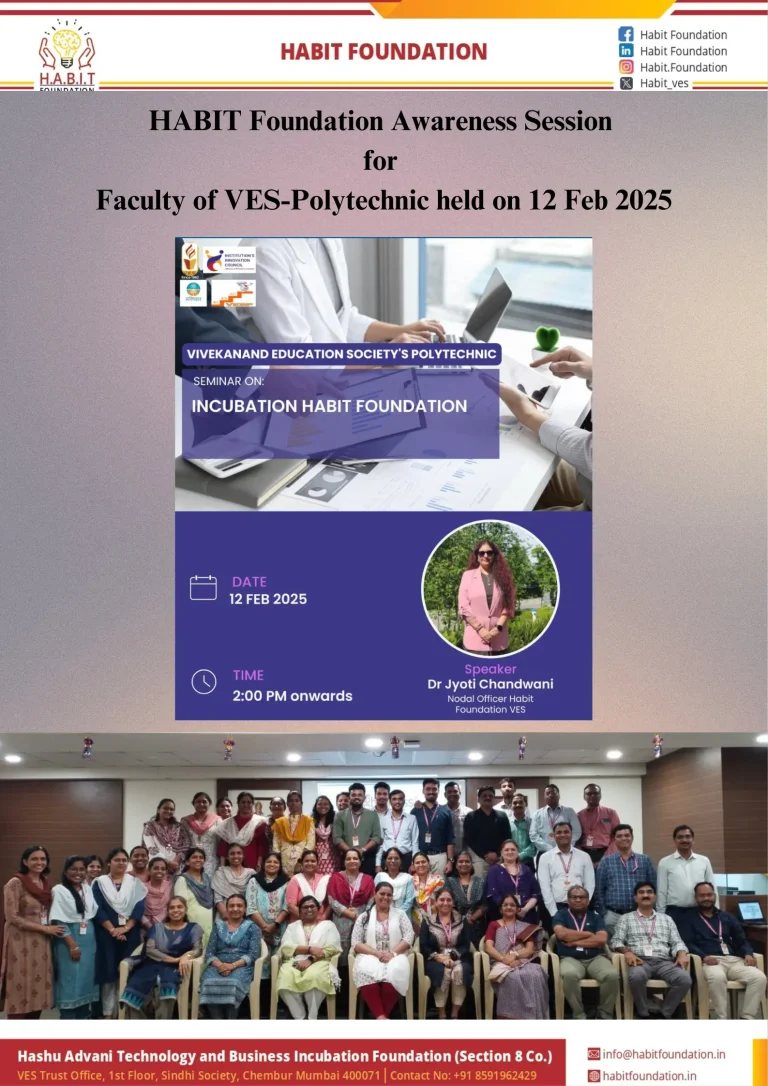 H.A.B.I.T
FOUNDATION
HABIT FOUNDATION
Habit Foundation
Habit Foundation
Habit.Foundation
Habit_ves
HABIT Foundation Awareness Session
for
Faculty of VES-Polytechnic held on 12 Feb 2025
INSTITUTION'S
INNOVATION
COUNCIL
VIVEKANAND EDUCATION SOCIETY'S POLYTECHNIC
SEMINAR ON:
INCUBATION HABIT FOUNDATION
DATE
12 FEB 2025
TIME
2:00 PM onwards
Speaker
Dr Jyoti Chandwani
Nodal Officer Habit
Foundation VES
Hashu Advani Technology and Business Incubation Foundation (Section 8 Co.)
VES Trust Office, 1st Floor, Sindhi Society, Chembur Mumbai 400071 | Contact No: +91 8591962429
info@habitfoundation.in
habitfoundation.in